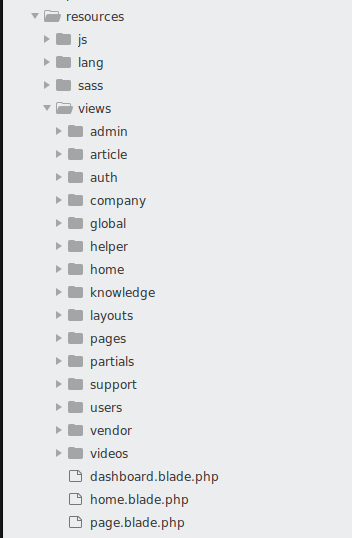 resources
js
lang
sass
views
admin
article
auth
company
global
helper
home
knowledge
layouts
pages
partials
support
users
vendor
videos
dashboard.blade.php
home.blade.php
page.blade.php